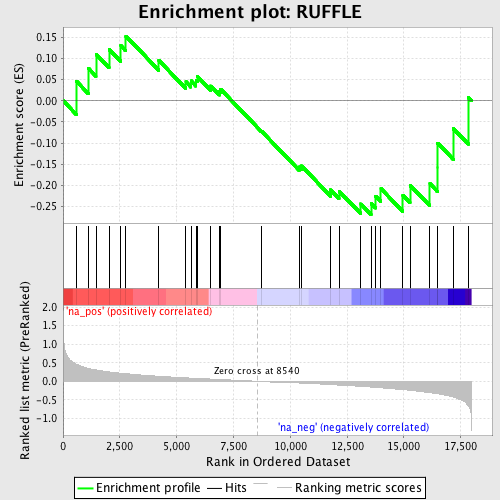 Enrichment plot: RUFFLE
Enrichment score (ES)
0.15
0.10
0.05
0.00
-0.05
-0.10
-0.15
-0.20
-0.25
'na_pos' (positively correlated)
Ranked list metric (PreRanked)
2.0
1.5
1.0
0.5
0.0
-0.5
-1.0
Zero cross at 8540
'na_neg' (negatively correlated)
0
2,500
5,000
7,500
10,000
12,500
15,000
17,500
Rank in Ordered Dataset
Enrichment profile
Hits
Ranking metric scores